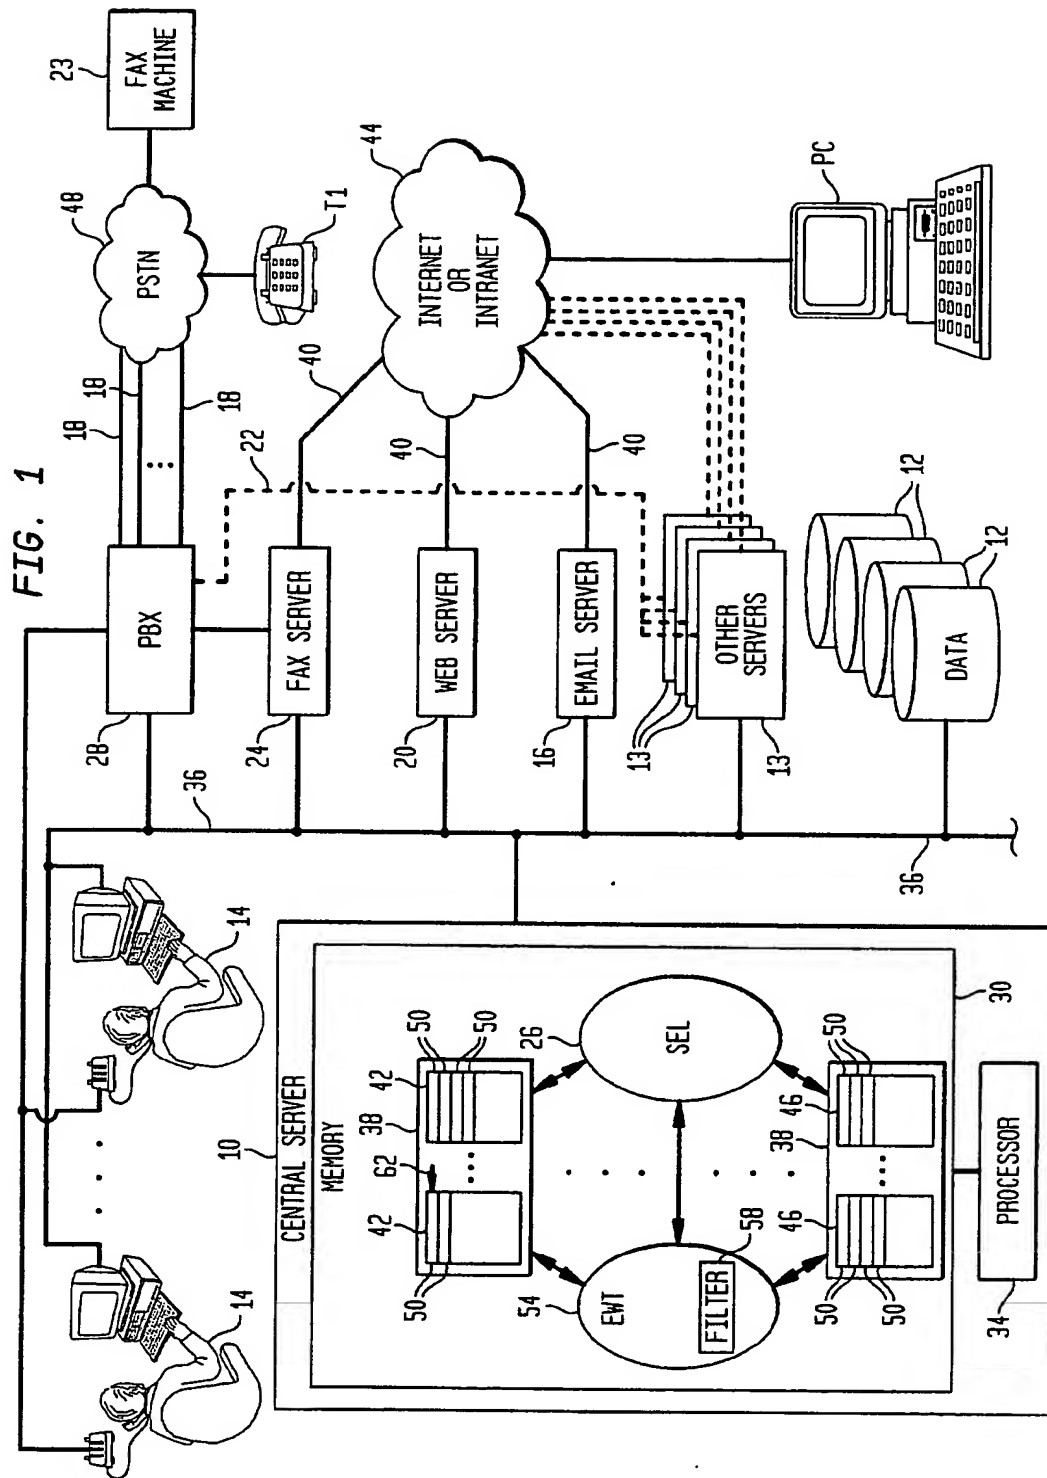 FIG. 1
23
FAX
MACHINE
48
PSTN
T1
18
18
18
22
44
INTERNET
OR
INTRANET
40
40
40
PC
PBX
28
FAX SERVER
24
WEB SERVER
20
EMAIL SERVER
16
OTHER
SERVERS
13
13
DATA
12
12
36
36
14
14
10
CENTRAL SERVER
MEMORY
30
50
50
42
38
62
42
50
26
SEL
EWT
54
FILTER
58
50
46
38
46
50
50
PROCESSOR
34